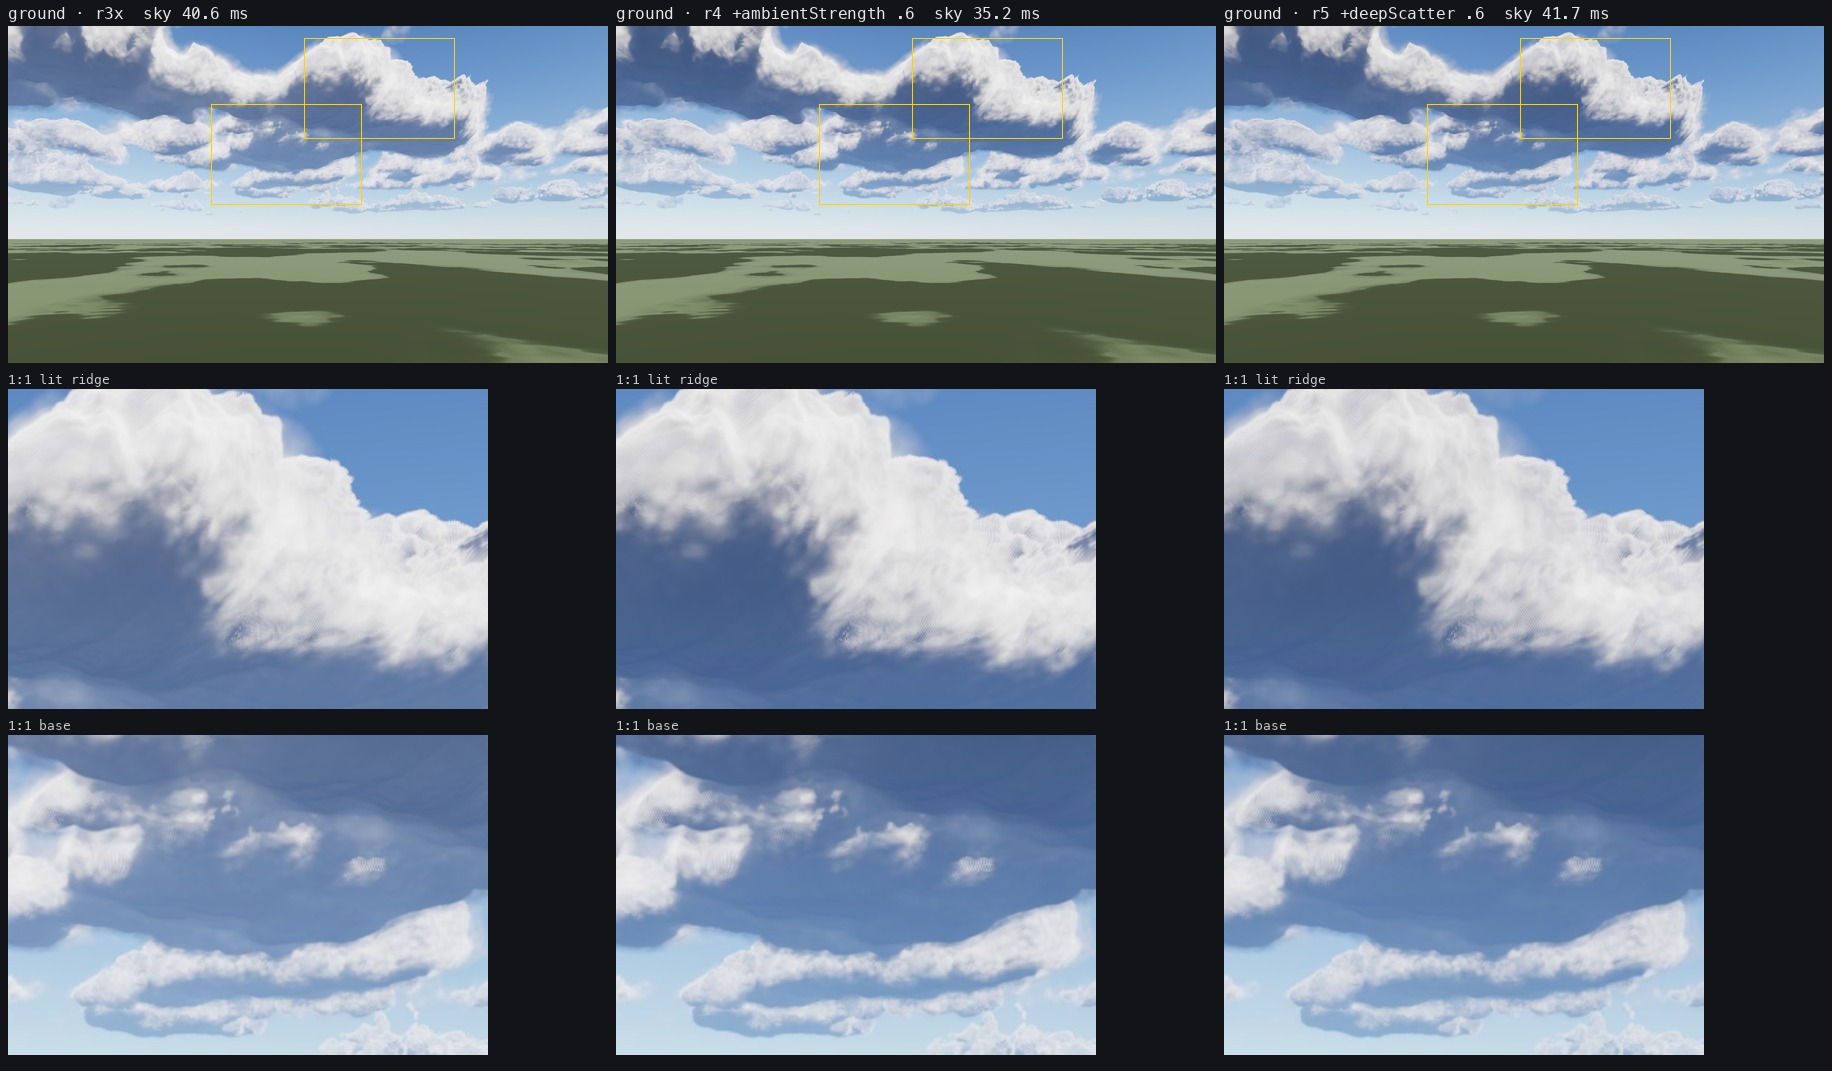 ground · r3x  sky 40.6 ms
ground · r4 +ambientStrength .6  sky 35.2 ms
ground · r5 +deepScatter .6  sky 41.7 ms
1:1 lit ridge
1:1 lit ridge
1:1 lit ridge
1:1 base
1:1 base
1:1 base